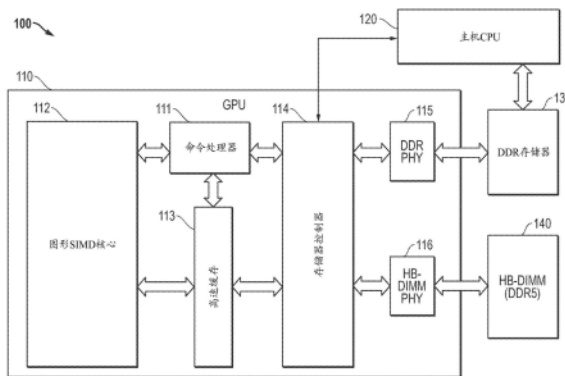 100
120
主机CPU
110
GPU
112
111
114
115
13
命令处理器
DDR
PHY
DDR存储器
113
图形SIMD核心
高速缓存
存储器控制器
116
140
HB-
DIMM
PHY
HB-DIMM
(DDR5)